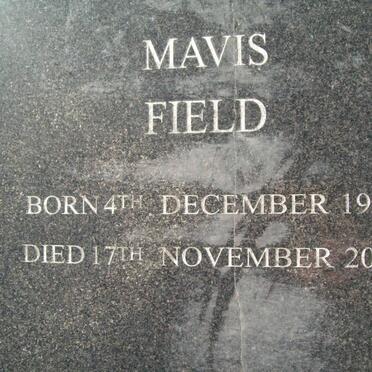 MAVIS
FIELD
BORN 4TH DECEMBER 19
DIED 17TH NOVEMBER 20